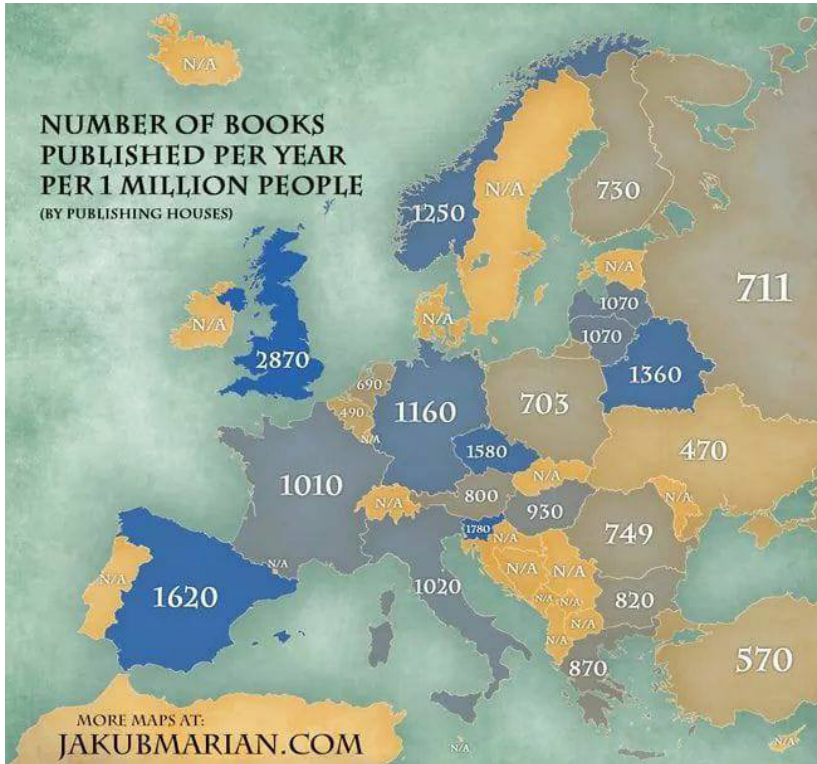 N/A
NUMBER OF BOOKS
PUBLISHED PER YEAR
PER 1 MILLION PEOPLE
(BY PUBLISHING HOUSES)
N/A
730
1250
N/A
711
N/A
N/A
1070
1070
2870
690
1360
490
1160
703
N/A
1580
470
1010
N/A
N/A
800
N/A
930
1780
N/A
749
N/A
N/A
N/A
N/A
1620
1020
N/A
N/A
820
N/A
N/A
870
570
MORE MAPS AT:
JAKUBMARIAN.COM
N/A
N/A